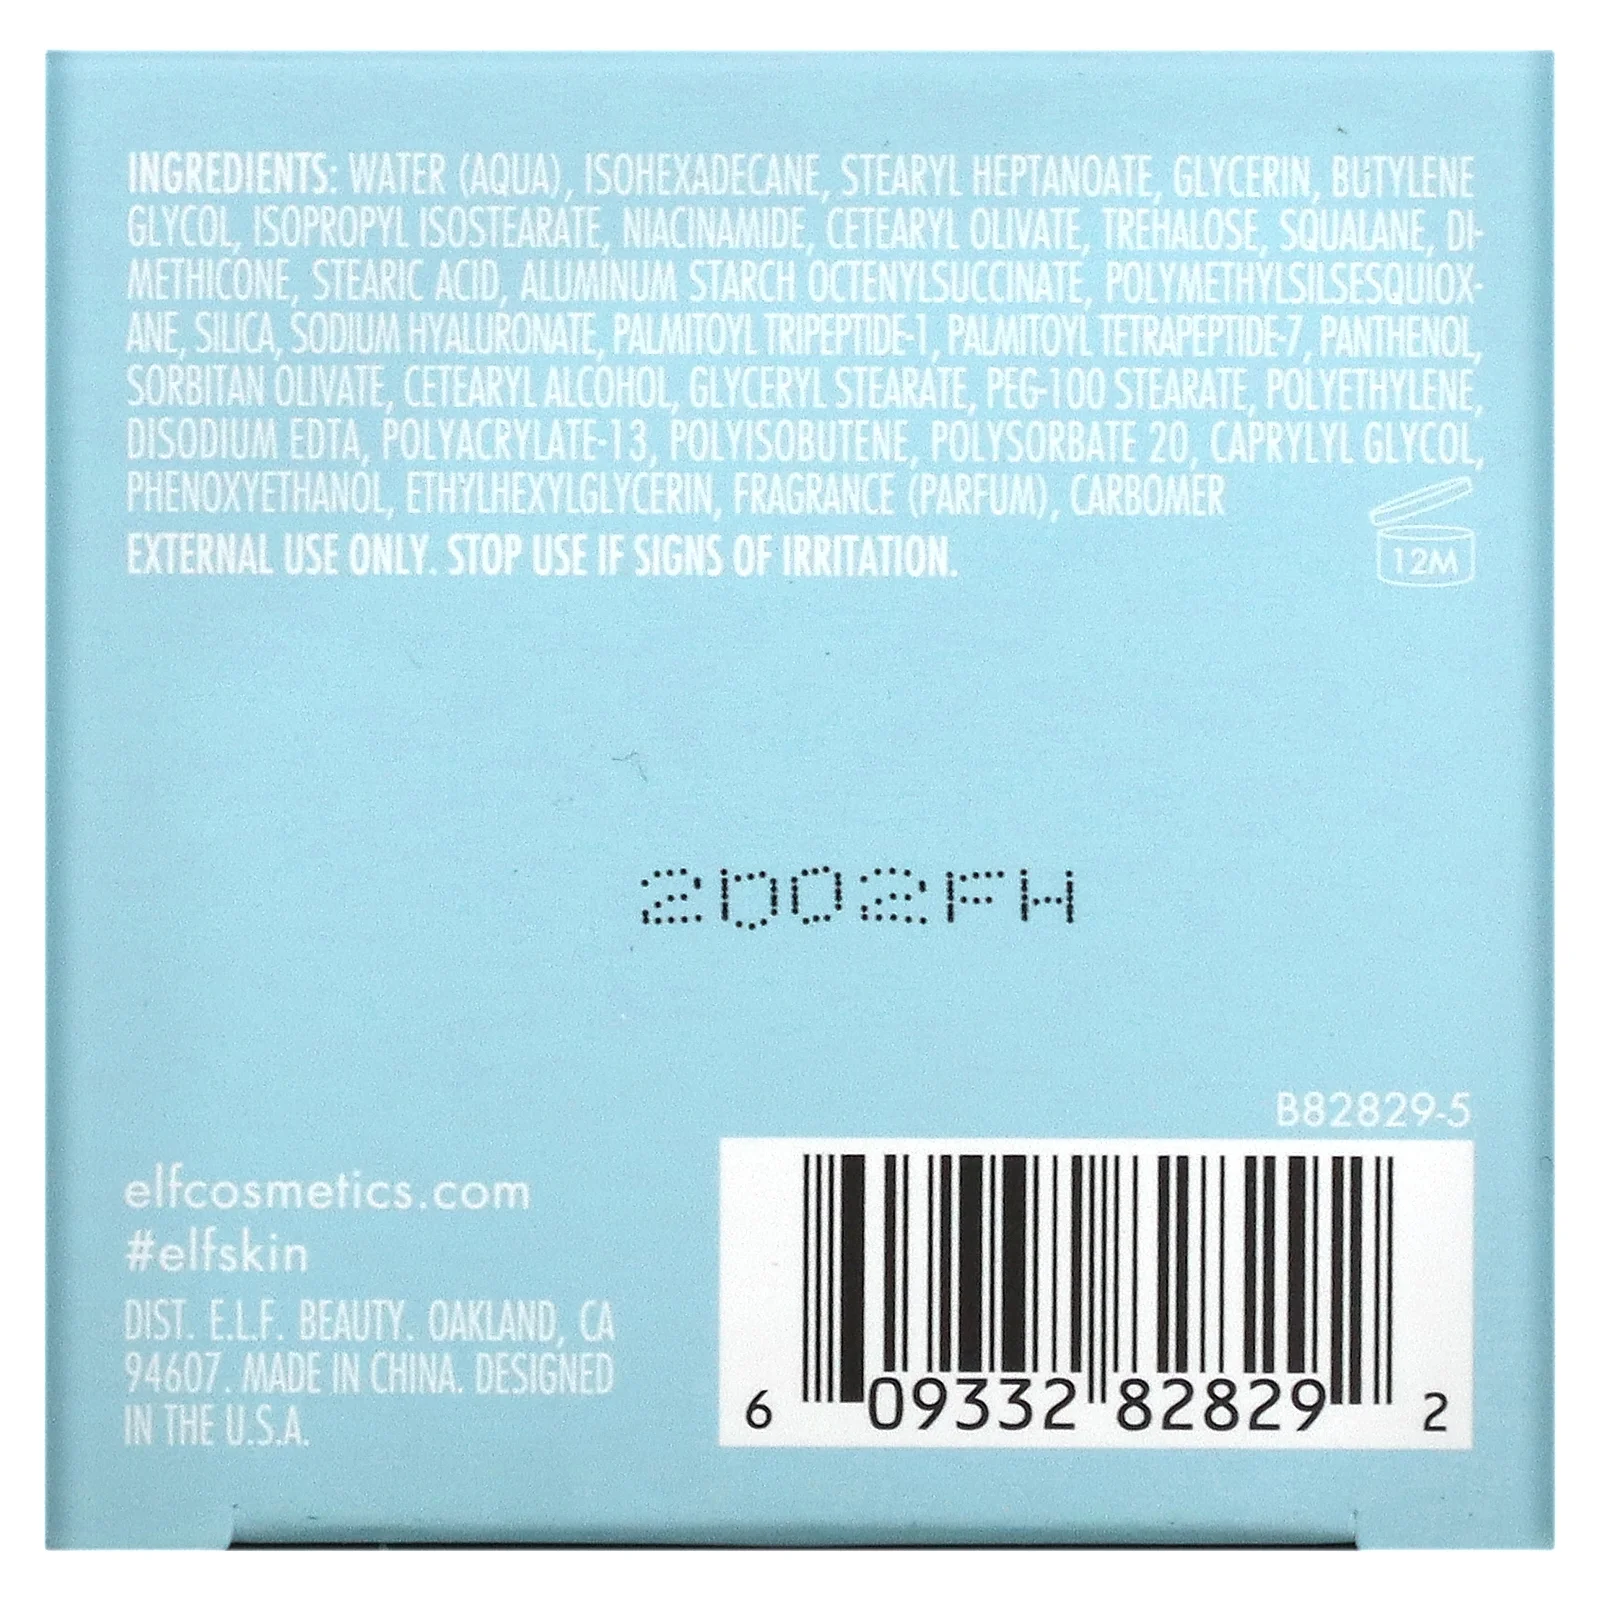 INGREDIENTS: WATER (AQUA), ISOHEXADECANE, STEARYL HEPTANOATE, GLYCERIN, BUTYLENE
GLYCOL, ISOPROPYL ISOSTEARATE, NIACINAMIDE, CETEARYL OLIVATE, TREHALOSE, SQUALANE, DI-
METHICONE, STEARIC ACID, ALUMINUM STARCH OCTENYLSUCCINATE, POLYMETHYLSILSESQUIOX-
ANE, SILICA, SODIUM HYALURONATE, PALMITOYL TRIPEPTIDE-1, PALMITOYL TETRAPEPTIDE-7, PANTHENOL,
SORBITAN OLIVATE, CETEARYL ALCOHOL, GLYCERYL STEARATE, PEG-100 STEARATE, POLYETHYLENE,
DISODIUM EDTA, POLYACRYLATE-13, POLYISOBUTENE, POLYSORBATE 20, CAPRYLYL GLYCOL,
PHENOXYETHANOL, ETHYLHEXYLGLYCERIN, FRAGRANCE (PARFUM), CARBOMER
EXTERNAL USE ONLY. STOP USE IF SIGNS OF IRRITATION.
12M
2D02FH
B82829-5
elfcosmetics.com
#elfskin
DIST. E.L.F. BEAUTY. OAKLAND, CA
94607. MADE IN CHINA. DESIGNED
IN THE U.S.A.
6 09332 82829 2